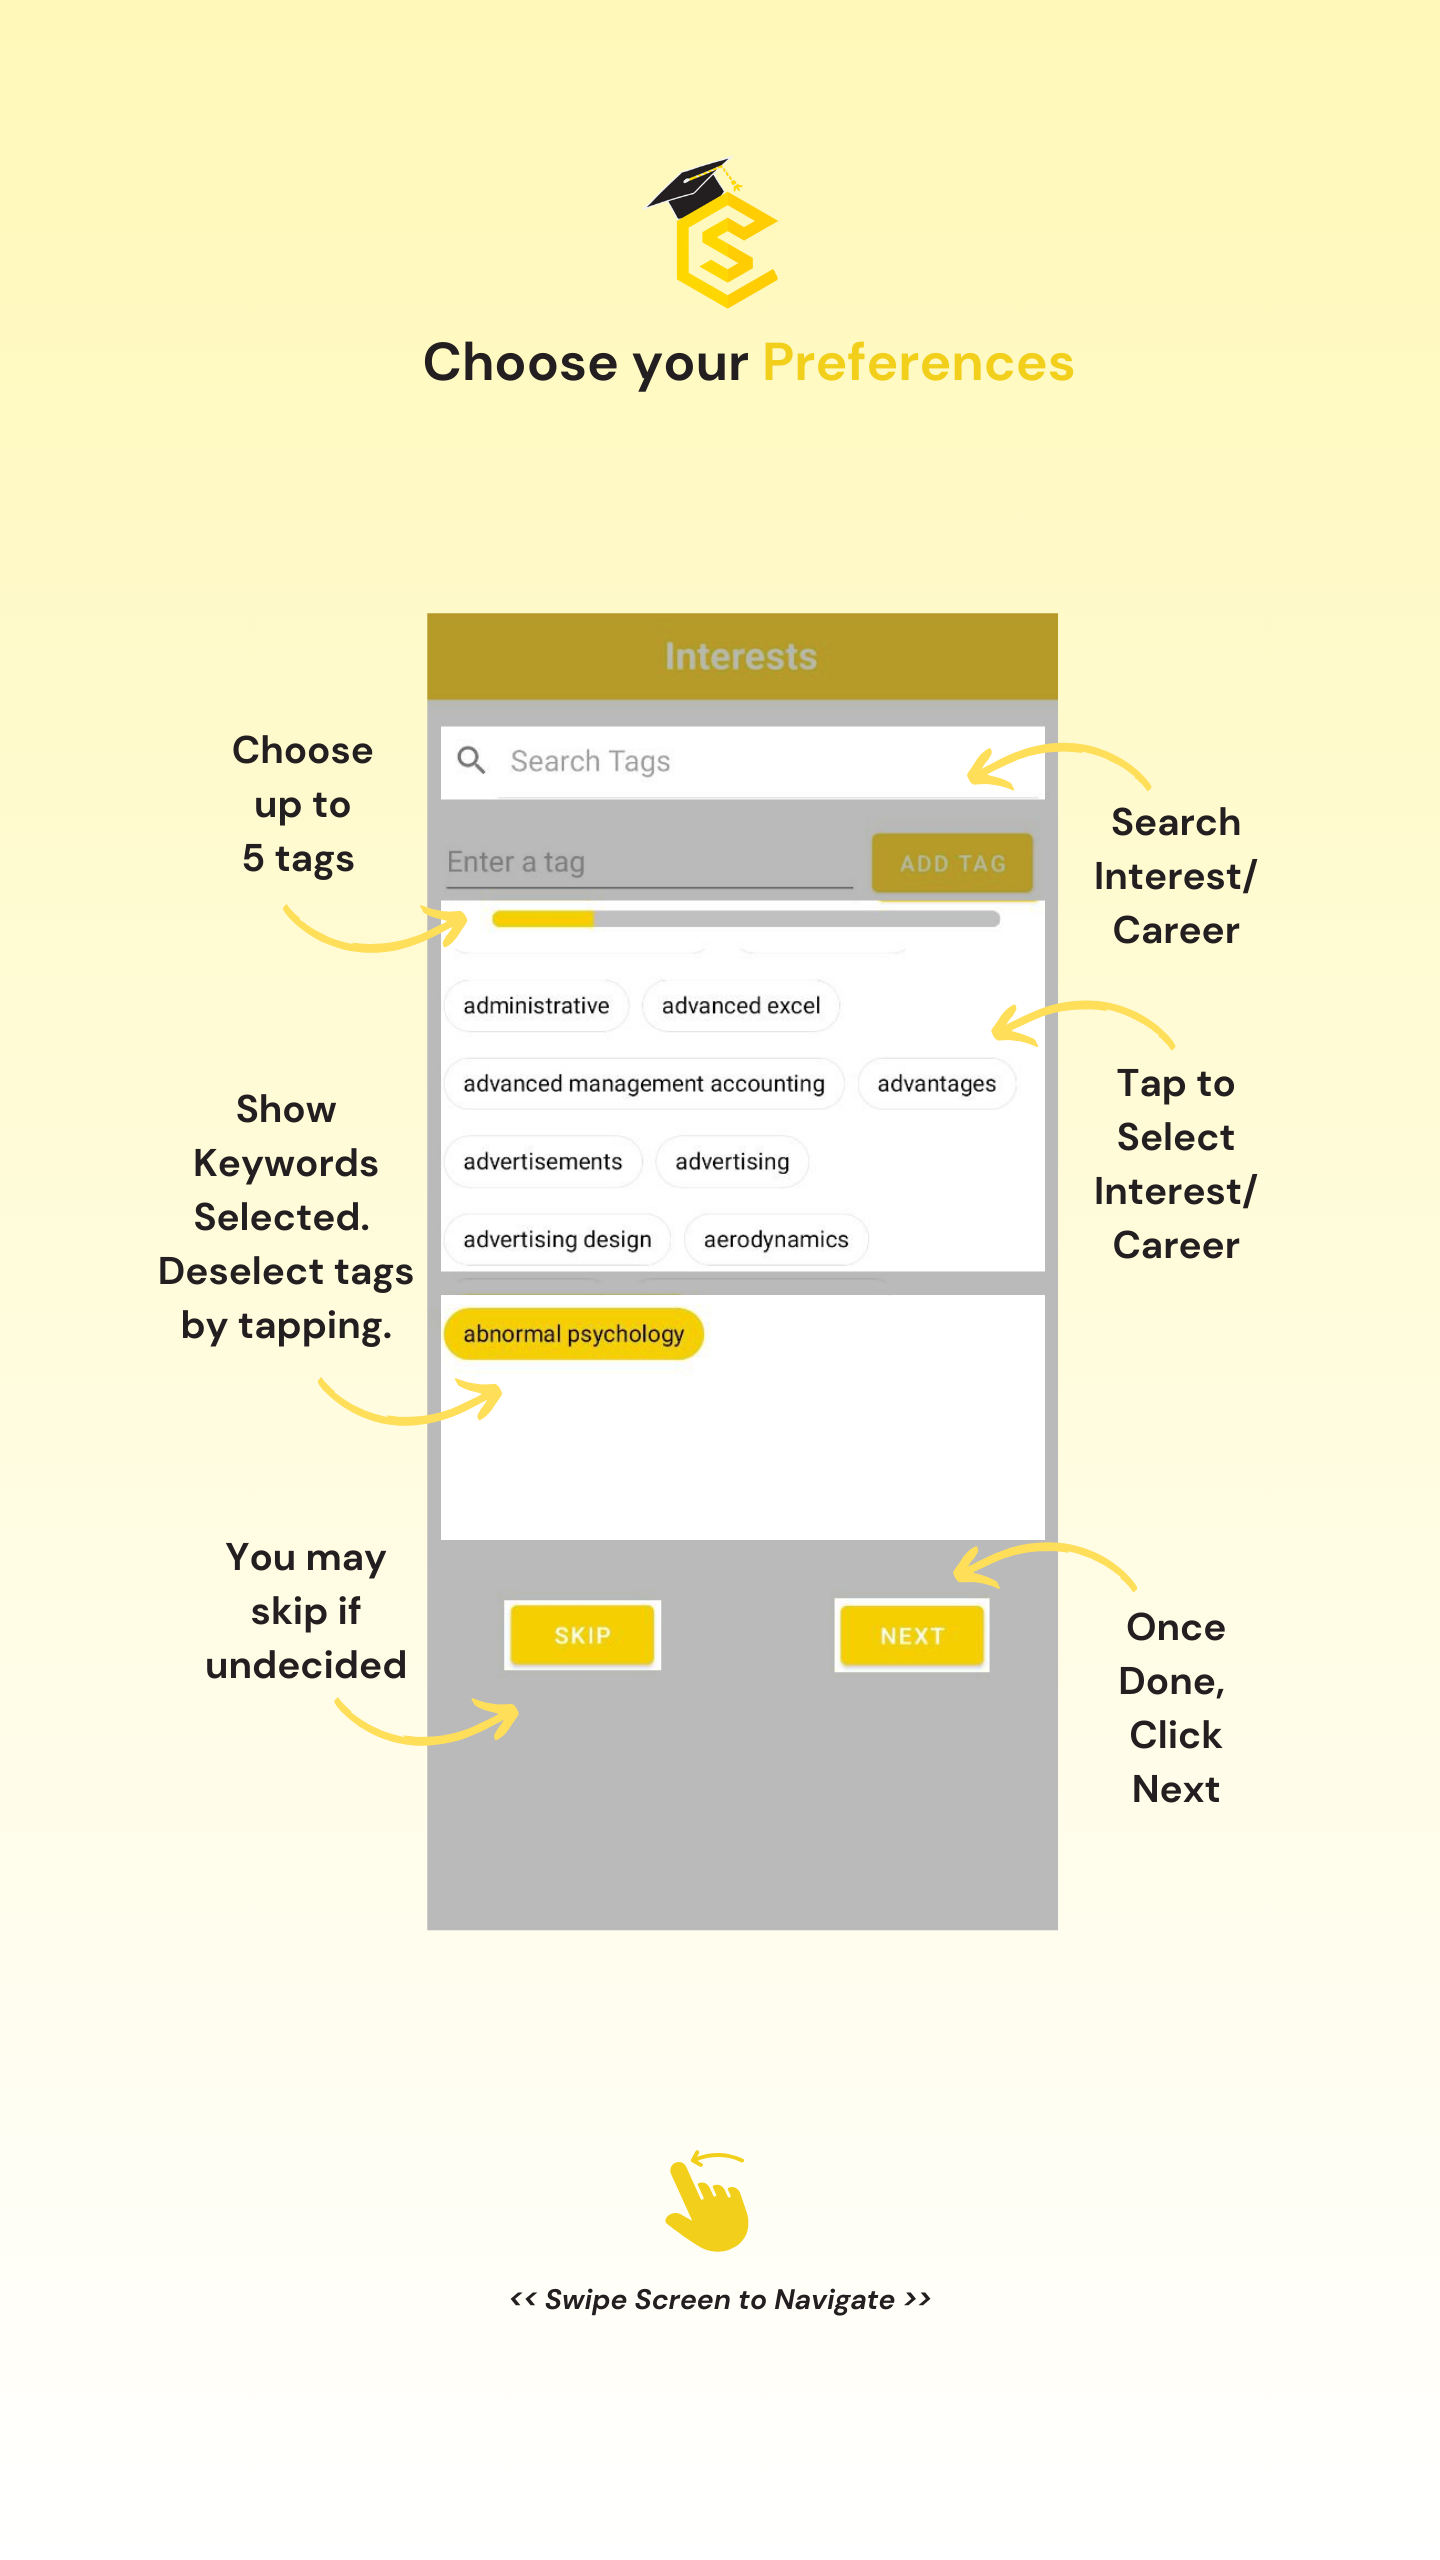 Choose your Preferences
Interests
Search Tags
Enter a tag
ADD TAG
Choose
up to
5 tags
Search
Interest/
Career
administrative
advanced excel
advanced management accounting
advantages
advertisements
advertising
advertising design
aerodynamics
Tap to
Select
Interest/
Career
Show
Keywords
Selected.
Deselect tags
by tapping.
abnormal psychology
You may
skip if
undecided
SKIP
NEXT
Once
Done,
Click
Next
<< Swipe Screen to Navigate >>